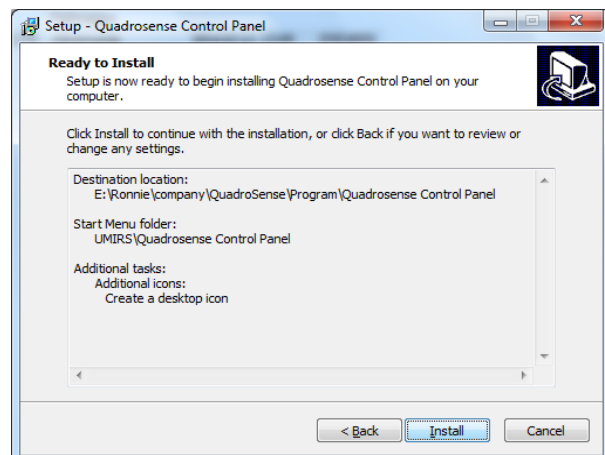 Setup - Quadrosense Control Panel
Ready to Install
Setup is now ready to begin installing Quadrosense Control Panel on your
computer.
Click Install to continue with the installation, or click Back if you want to review or
change any settings.
Destination location:
E:\Ronnie\company\QuadroSense\Program\Quadrosense Control Panel
Start Menu folder:
UMIRS\Quadrosense Control Panel
Additional tasks:
Additional icons:
Create a desktop icon
< Back
Install
Cancel